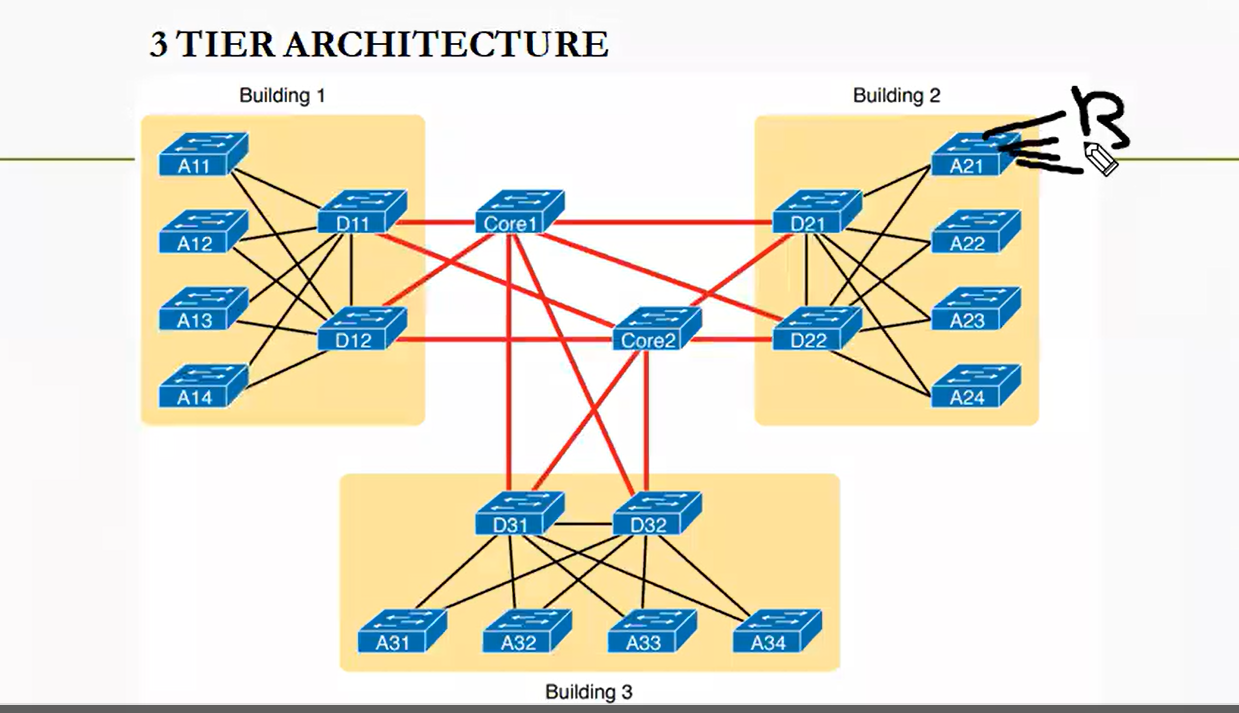 3 TIER ARCHITECTURE
Building 1
Building 2
A11
A12
A13
A14
D11
D12
Core1
Core2
D21
D22
A21
A22
A23
A24
D31
D32
A31
A32
A33
A34
Building 3